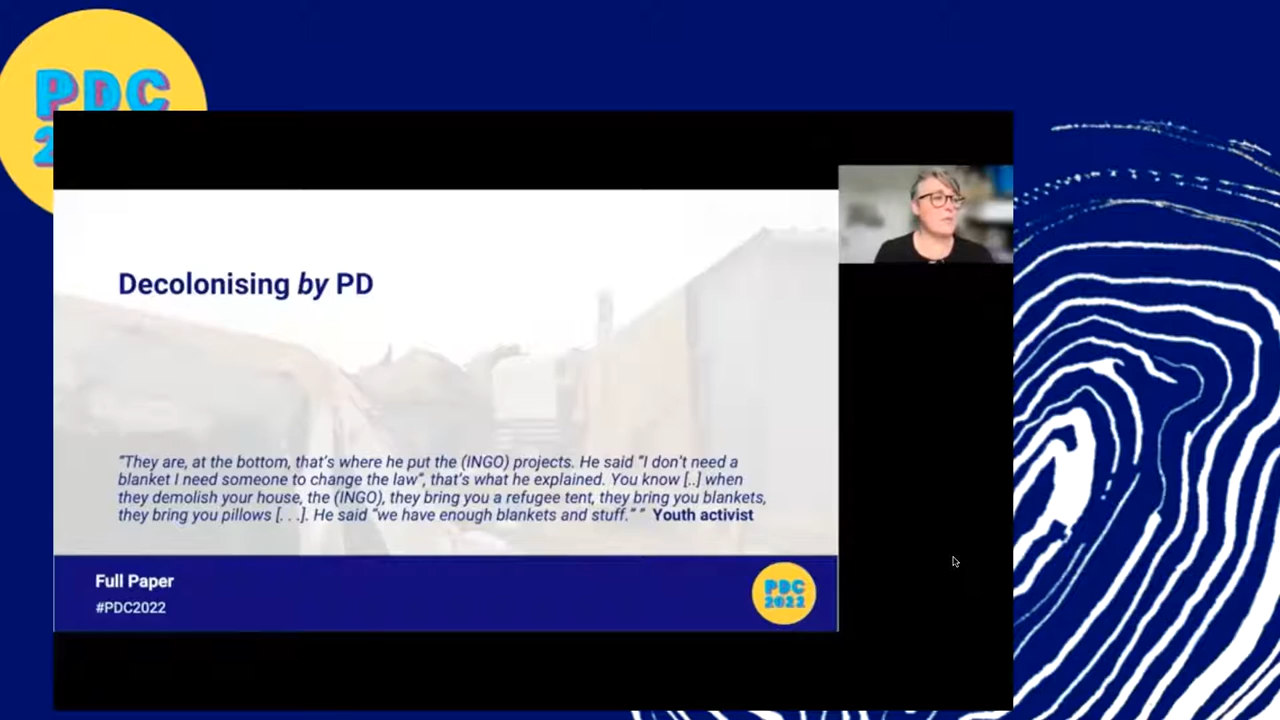 PDC
2
Decolonising by PD
"They are, at the bottom, that's where he put the (INGO) projects. He said "I don't need a
blanket I need someone to change the law", that's what he explained. You know [..] when
they demolish your house, the (INGO), they bring you a refugee tent, they bring you blankets,
they bring you pillows [. . .]. He said "we have enough blankets and stuff." " Youth activist
Full Paper
#PDC2022
PDC
2022